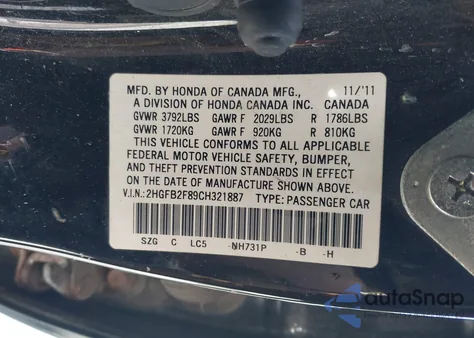 MFD. BY HONDA OF CANADA MFG., 11/'11
A DIVISION OF HONDA CANADA INC. CANADA
GVWR 3792LBS GAWR F 2029LBS R 1786LBS
GVWR 1720KG GAWR F 920KG R 810KG
THIS VEHICLE CONFORMS TO ALL APPLICABLE
FEDERAL MOTOR VEHICLE SAFETY, BUMPER,
AND THEFT PREVENTION STANDARDS IN EFFECT
ON THE DATE OF MANUFACTURE SHOWN ABOVE.
V.I.N.: 2HGFB2F89CH321887 TYPE: PASSENGER CAR
SZG C LC5 -NH731P -B -H
autoSnap